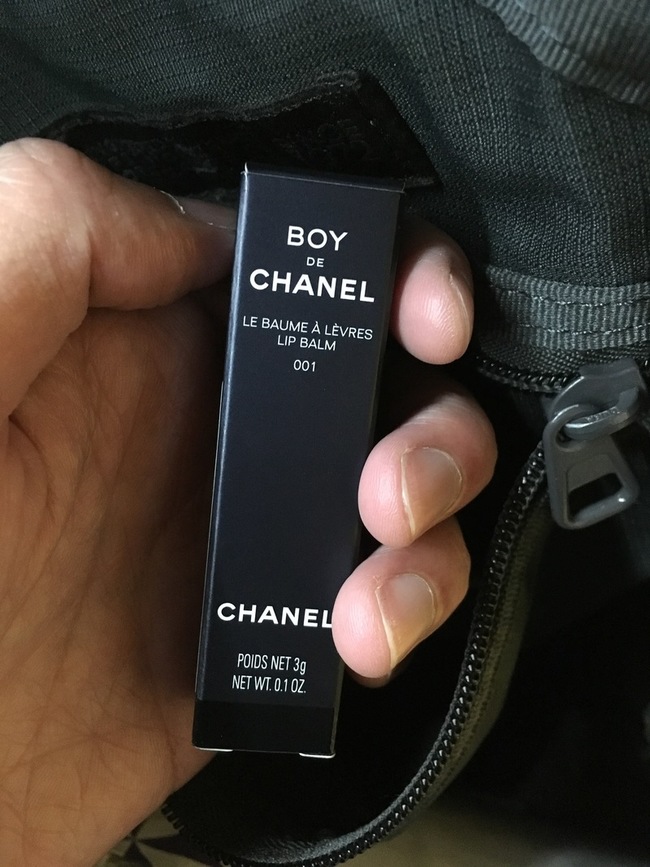 BOY
DE
CHANEL
LE BAUME À LÈVRES
LIP BALM
001
CHANEL
POIDS NET 3g
NET WT. 0.1 OZ.